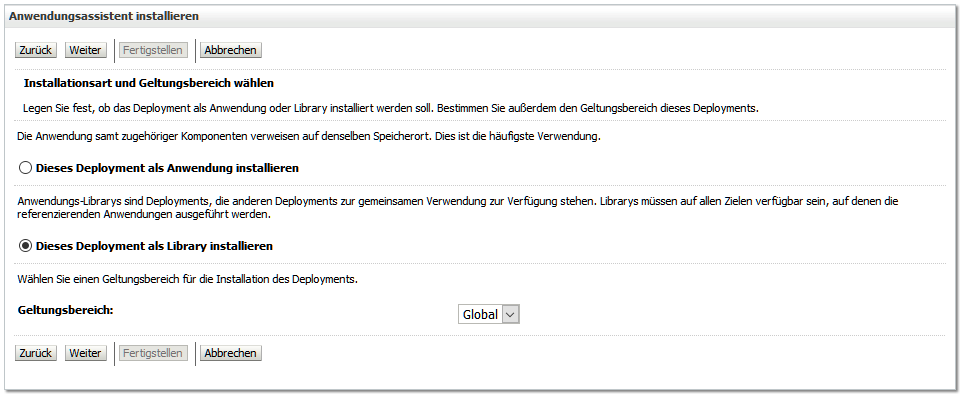 Anwendungsassistent installieren
Zurück Weiter Fertigstellen Abbrechen
Installationsart und Geltungsbereich wählen
Legen Sie fest, ob das Deployment als Anwendung oder Library installiert werden soll. Bestimmen Sie außerdem den Geltungsbereich dieses Deployments.
Die Anwendung samt zugehöriger Komponenten verweisen auf denselben Speicherort. Dies ist die häufigste Verwendung.
Dieses Deployment als Anwendung installieren
Anwendungs-Librarys sind Deployments, die anderen Deployments zur gemeinsamen Verwendung zur Verfügung stehen. Librarys müssen auf allen Zielen verfügbar sein, auf denen die
referenzierenden Anwendungen ausgeführt werden.
Dieses Deployment als Library installieren
Wählen Sie einen Geltungsbereich für die Installation des Deployments.
Geltungsbereich: Global
Zurück Weiter Fertigstellen Abbrechen